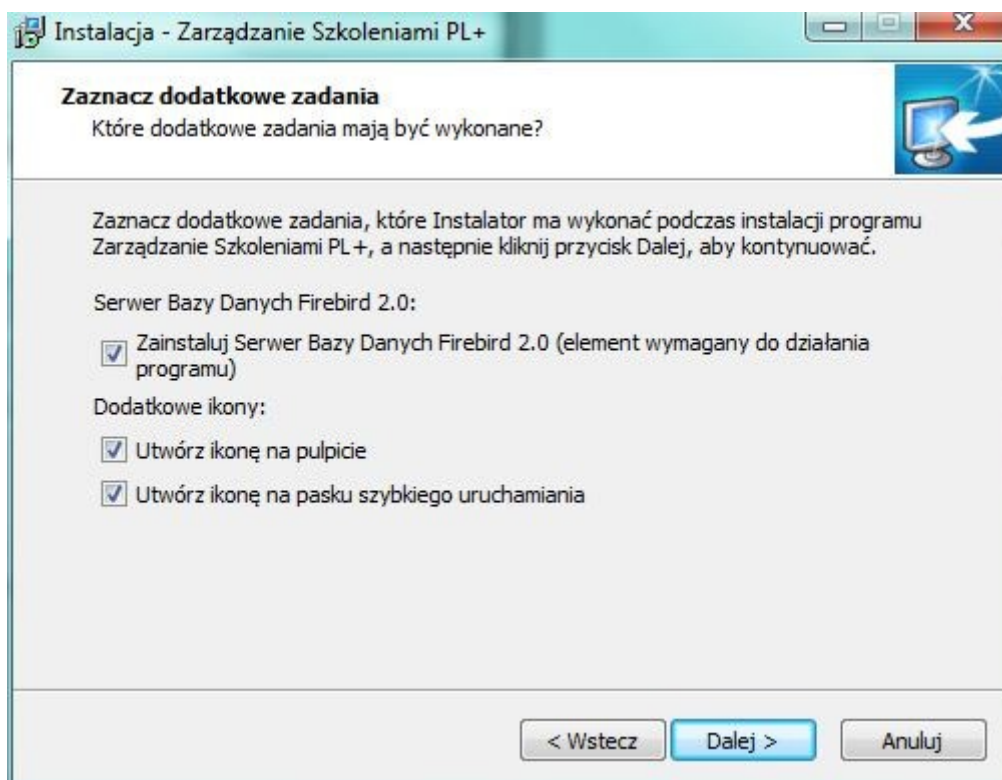 Instalacja - Zarządzanie Szkoleniami PL+
Zaznacz dodatkowe zadania
Które dodatkowe zadania mają być wykonane?
Zaznacz dodatkowe zadania, które Instalator ma wykonać podczas instalacji programu
Zarządzanie Szkoleniami PL+, a następnie kliknij przycisk Dalej, aby kontynuować.
Serwer Bazy Danych Firebird 2.0:
Zainstaluj Serwer Bazy Danych Firebird 2.0 (element wymagany do działania
programu)
Dodatkowe ikony:
Utwórz ikonę na pulpicie
Utwórz ikonę na pasku szybkiego uruchamiania
< Wstecz
Dalej >
Anuluj